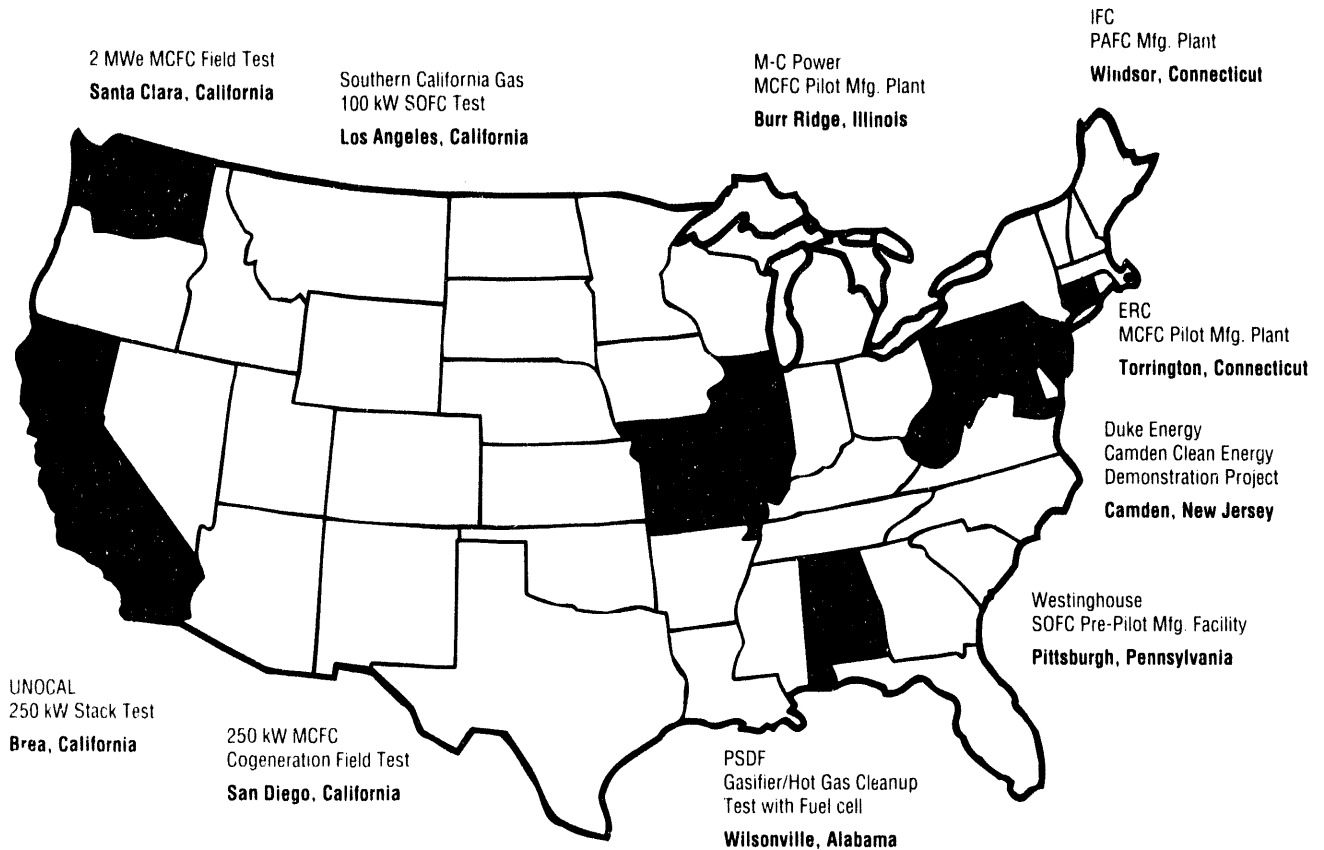 2 MWe MCFC Field Test
Santa Clara, California
Southern California Gas
100 kW SOFC Test
Los Angeles, California
M-C Power
MCFC Pilot Mfg. Plant
Burr Ridge, Illinois
IFC
PAFC Mfg. Plant
Windsor, Connecticut
ERC
MCFC Pilot Mfg. Plant
Torrington, Connecticut
Duke Energy
Camden Clean Energy
Demonstration Project
Camden, New Jersey
Westinghouse
SOFC Pre-Pilot Mfg. Facility
Pittsburgh, Pennsylvania
UNOCAL
250 kW Stack Test
Brea, California
250 kW MCFC
Cogeneration Field Test
San Diego, California
PSDF
Gasifier/Hot Gas Cleanup
Test with Fuel cell
Wilsonville, Alabama